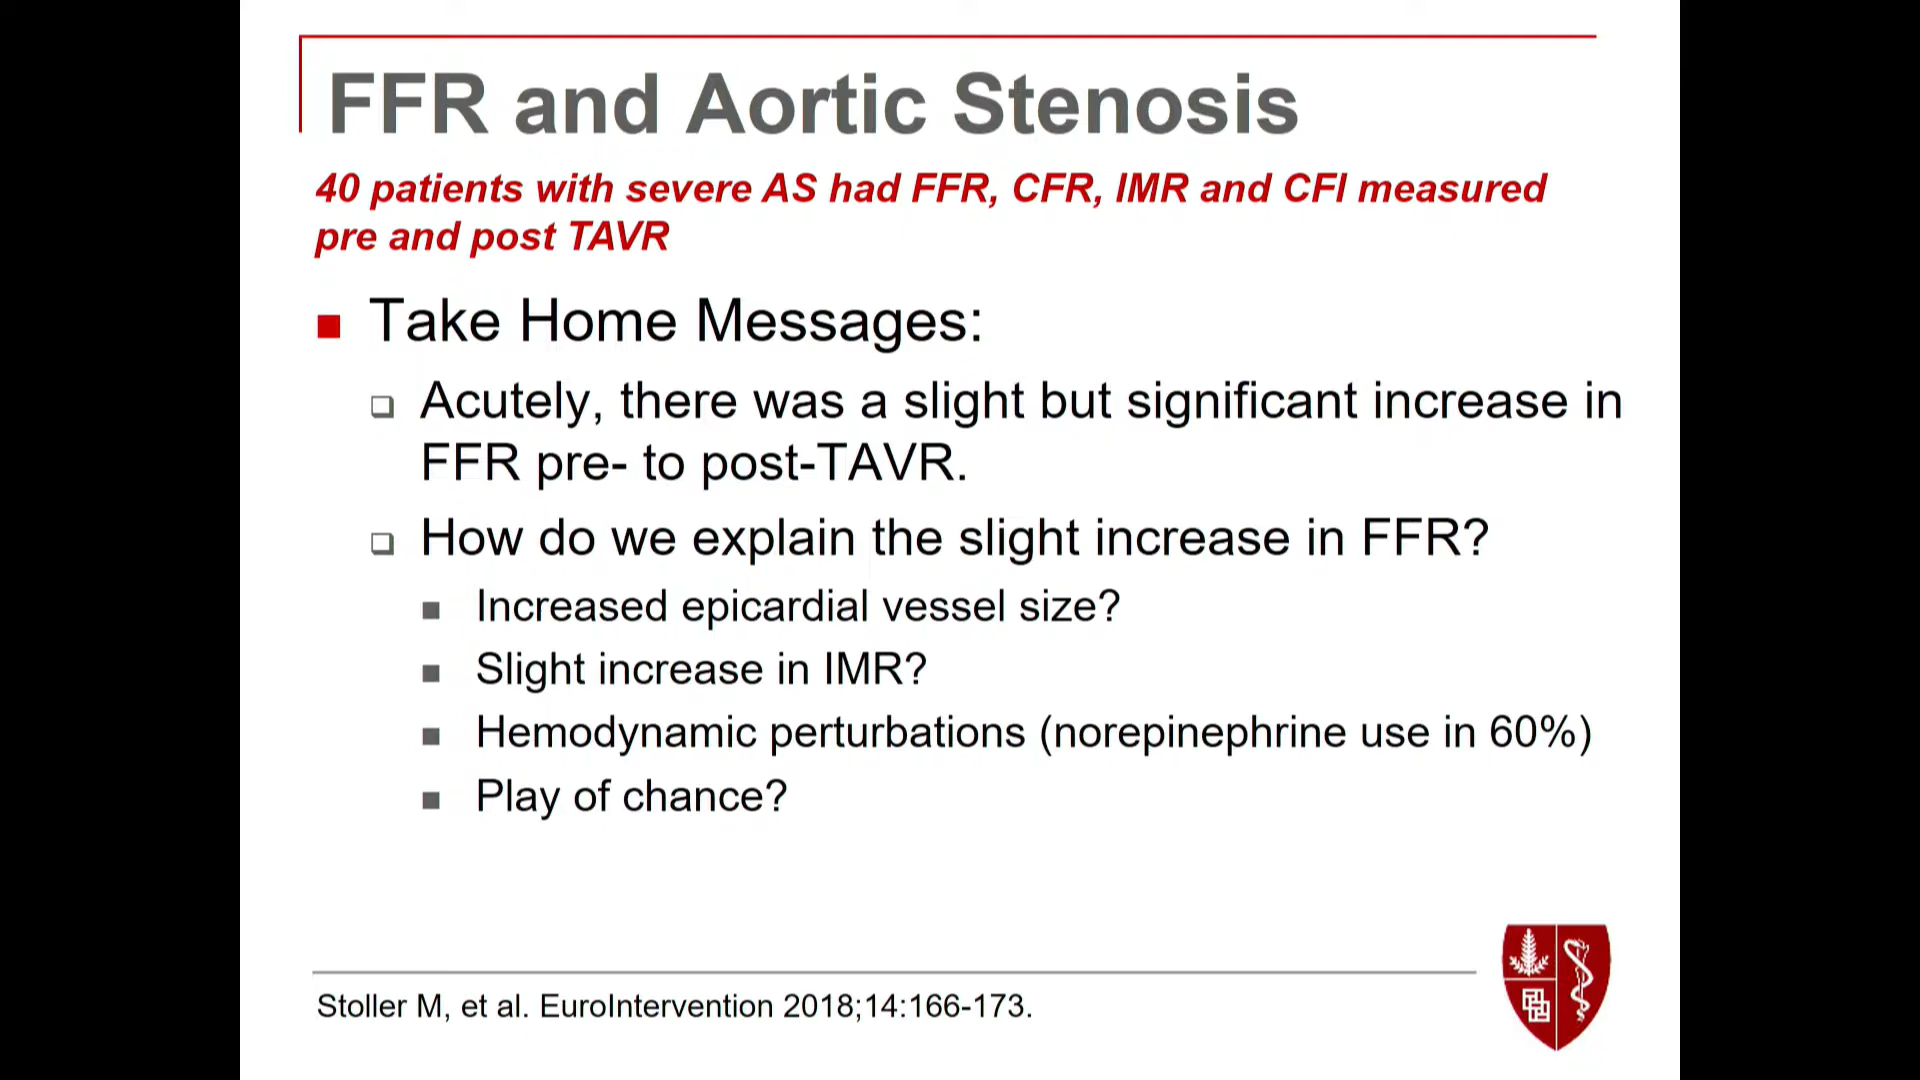 FFR and Aortic Stenosis
40 patients with severe AS had FFR, CFR, IMR and CFI measured
pre and post TAVR
Take Home Messages:
Acutely, there was a slight but significant increase in
FFR pre- to post-TAVR.
How do we explain the slight increase in FFR?
Increased epicardial vessel size?
Slight increase in IMR?
Hemodynamic perturbations (norepinephrine use in 60%)
Play of chance?
Stoller M, et al. EuroIntervention 2018;14:166-173.